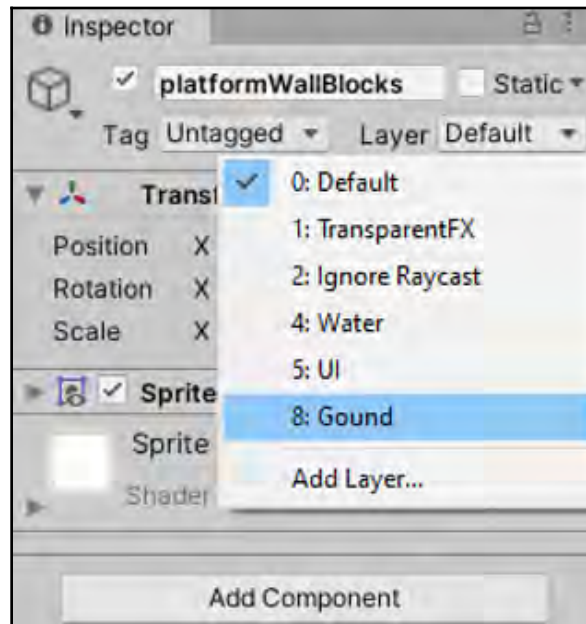 Inspector
platformWallBlocks Static
Tag Untagged Layer Default
0: Default
Transf
1: TransparentFX
Position X
2: Ignore Raycast
Rotation X
4: Water
Scale X
5: UI
Sprite
8: Gound
Sprite
Add Layer...
Shader
Add Component